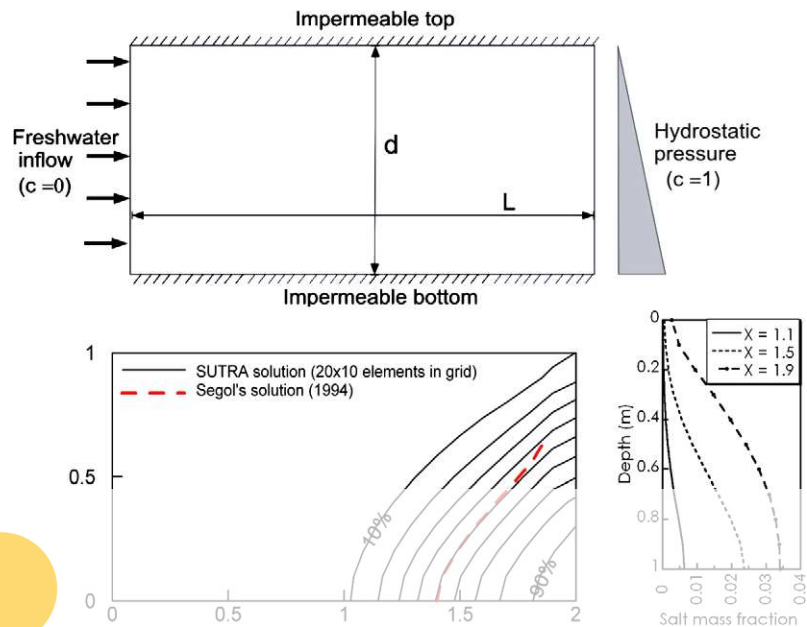 Impermeable top
Freshwater
inflow
(c =0)
d
L
Hydrostatic
pressure
(c =1)
Impermeable bottom
1
0.5
0
0
1
1.5
2
SUTRA solution (20x10 elements in grid)
Segol's solution (1994)
10%
90%
0
0.2
0.4
0.6
0.8
1
Depth (m)
X = 1.1
X = 1.5
X = 1.9
0
0.01
0.02
0.03
0.04
Salt mass fraction